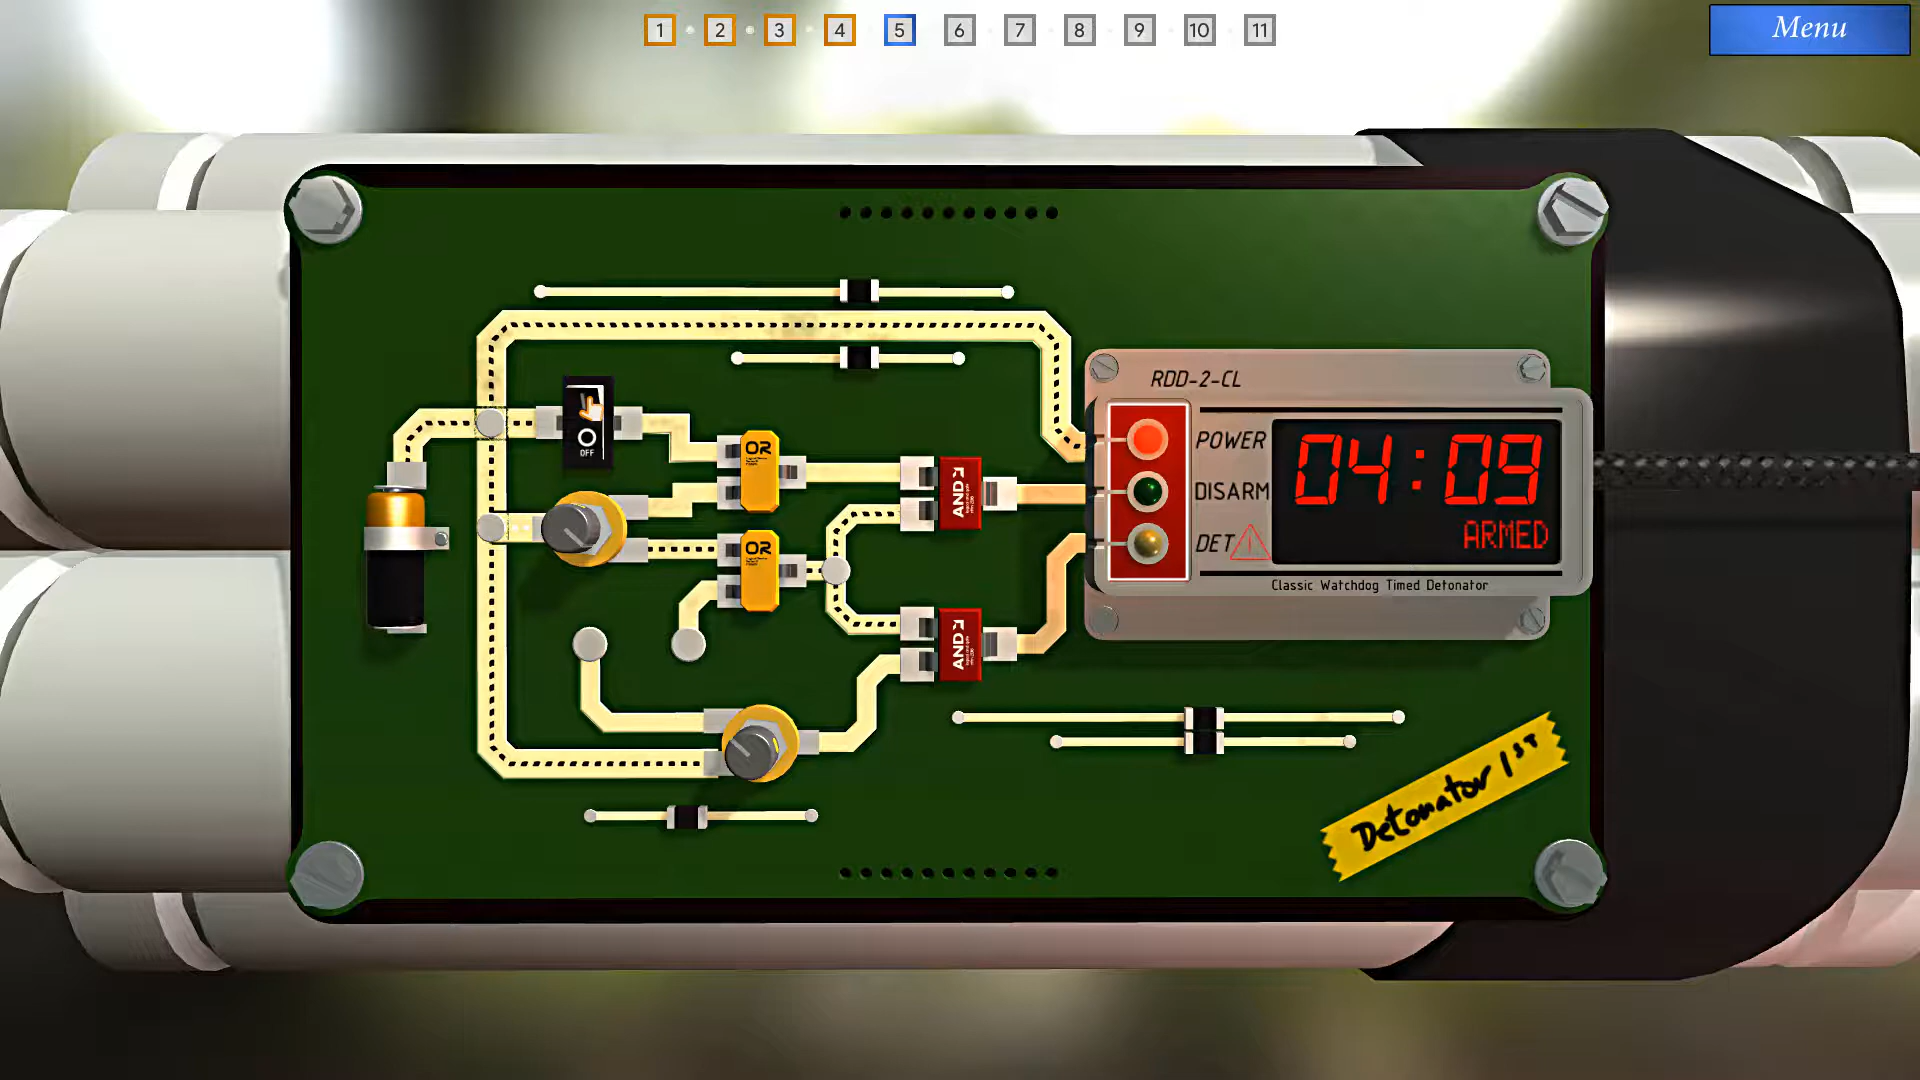 1 2 3 4 5 6 7 8 9 10 11
Menu
RDD-2-CL
POWER
DISARM
DET
04:09
ARMED
Classic Watchdog Timed Detonator
OFF
OR
OR
AND
AND
Detonator 1ST